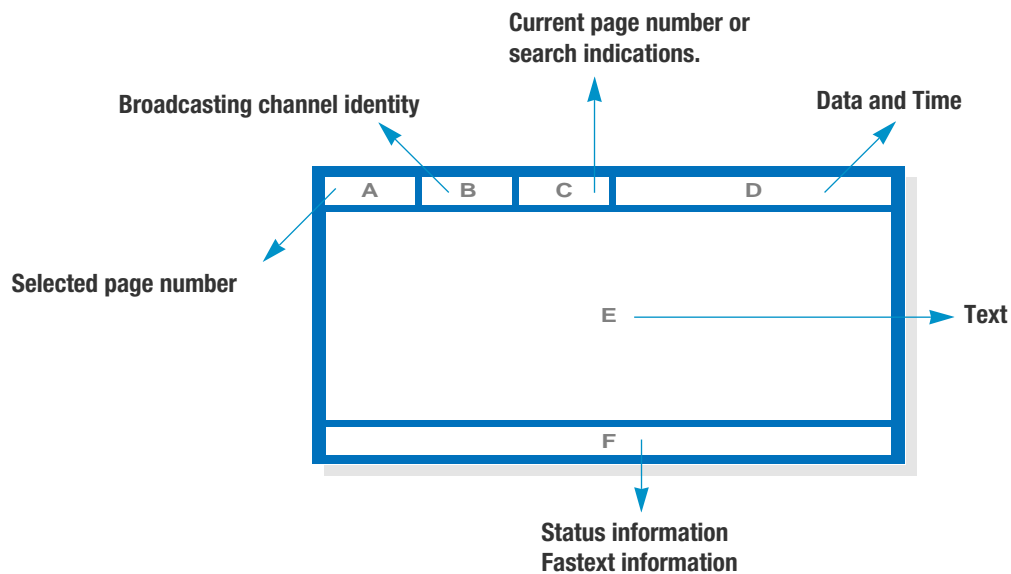 Current page number or
search indications.
Broadcasting channel identity
Data and Time
A
B
C
D
Selected page number
E
Text
F
Status information
Fastext information